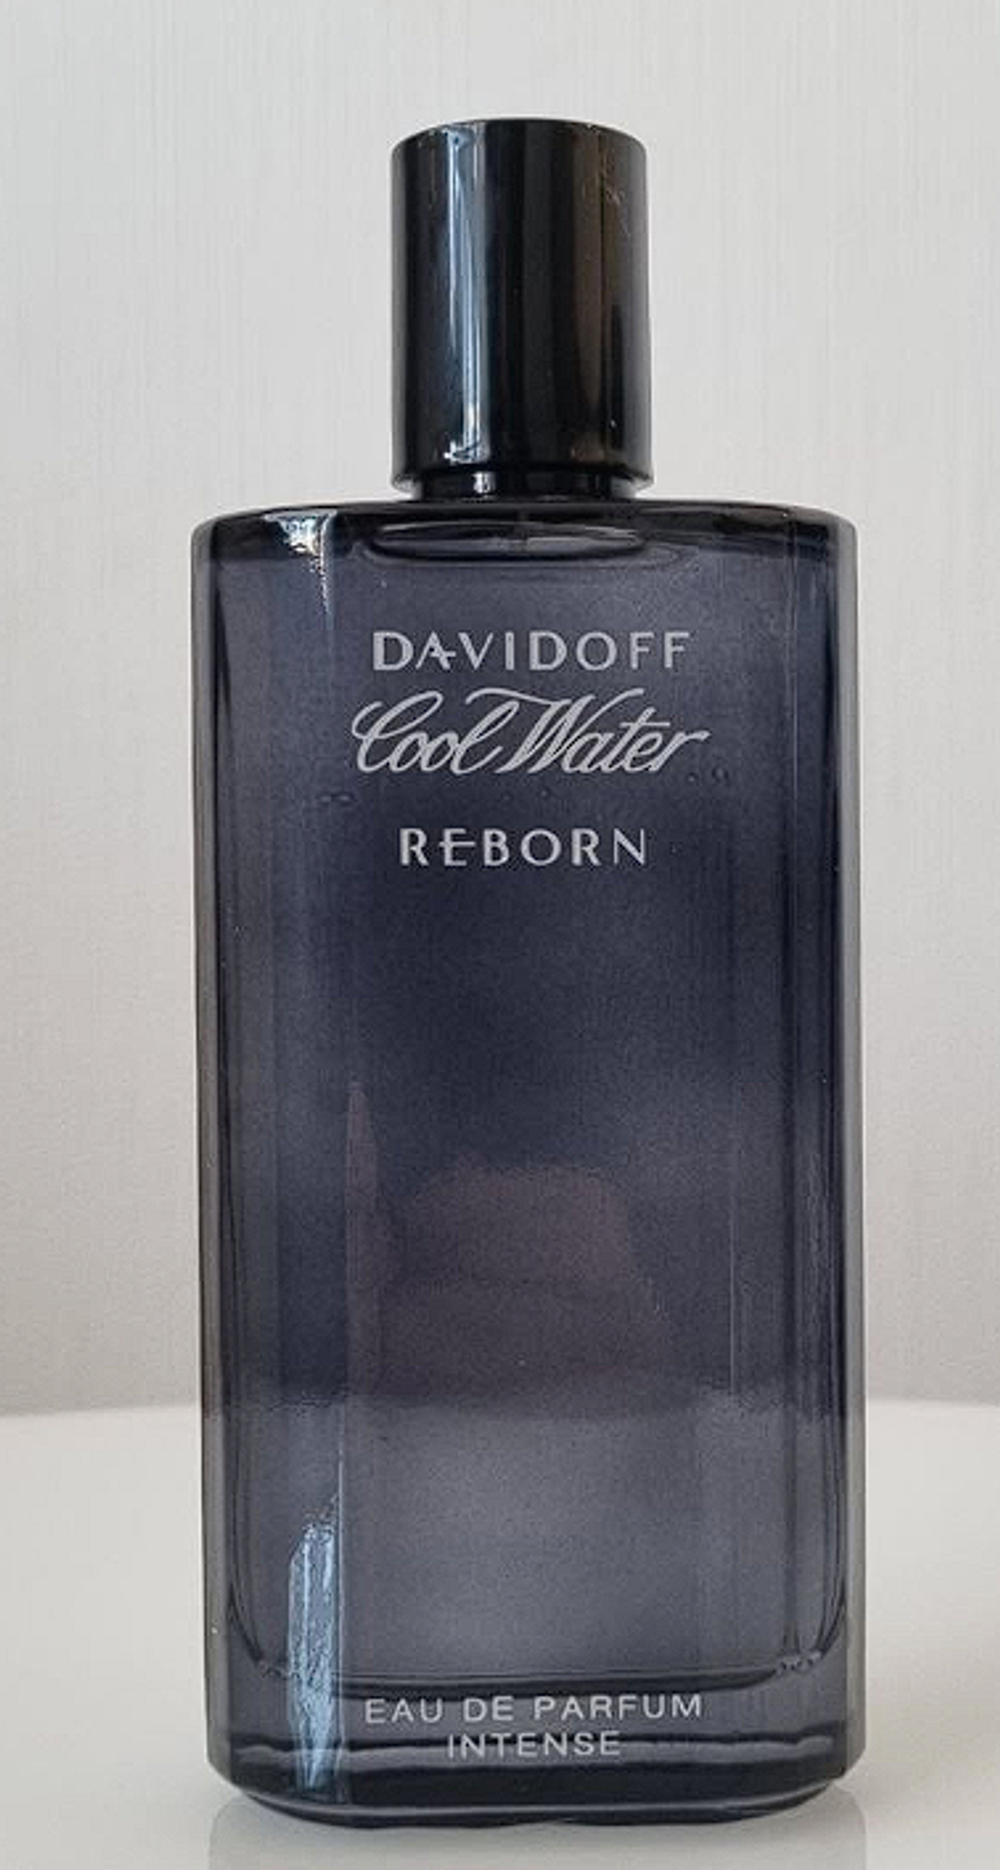 DAVIDOFF
Cool Water
REBORN
EAU DE PARFUM
INTENSE